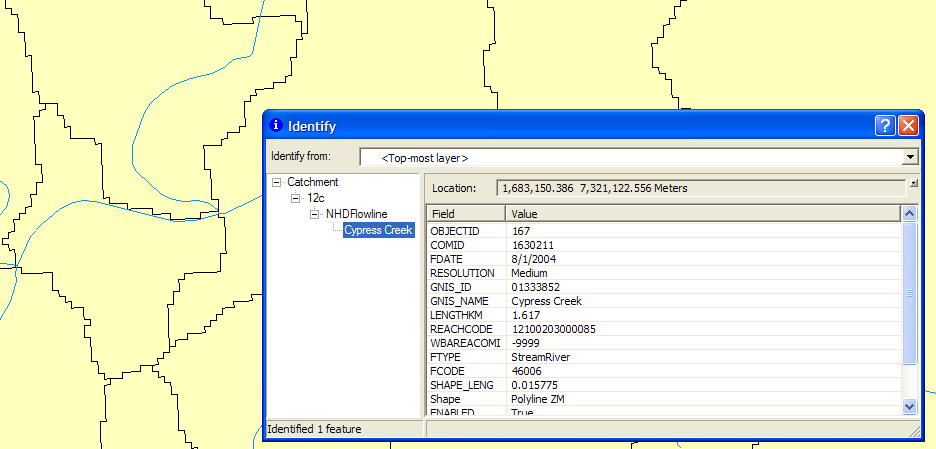 Identify
Identify from: <Top-most layer>
Catchment
12c
NHDFlowline
Cypress Creek
Location: 1,683,150.386 7,321,122.556 Meters
Field Value
OBJECTID 167
COMID 1630211
FDATE 8/1/2004
RESOLUTION Medium
GNIS_ID 01333852
GNIS_NAME Cypress Creek
LENGTHKM 1.617
REACHCODE 12100203000085
WBAREACOMI -9999
FTYPE StreamRiver
FCODE 46006
SHAPE_LENG 0.015775
Shape Polyline ZM
ENABLED True
Identified 1 feature